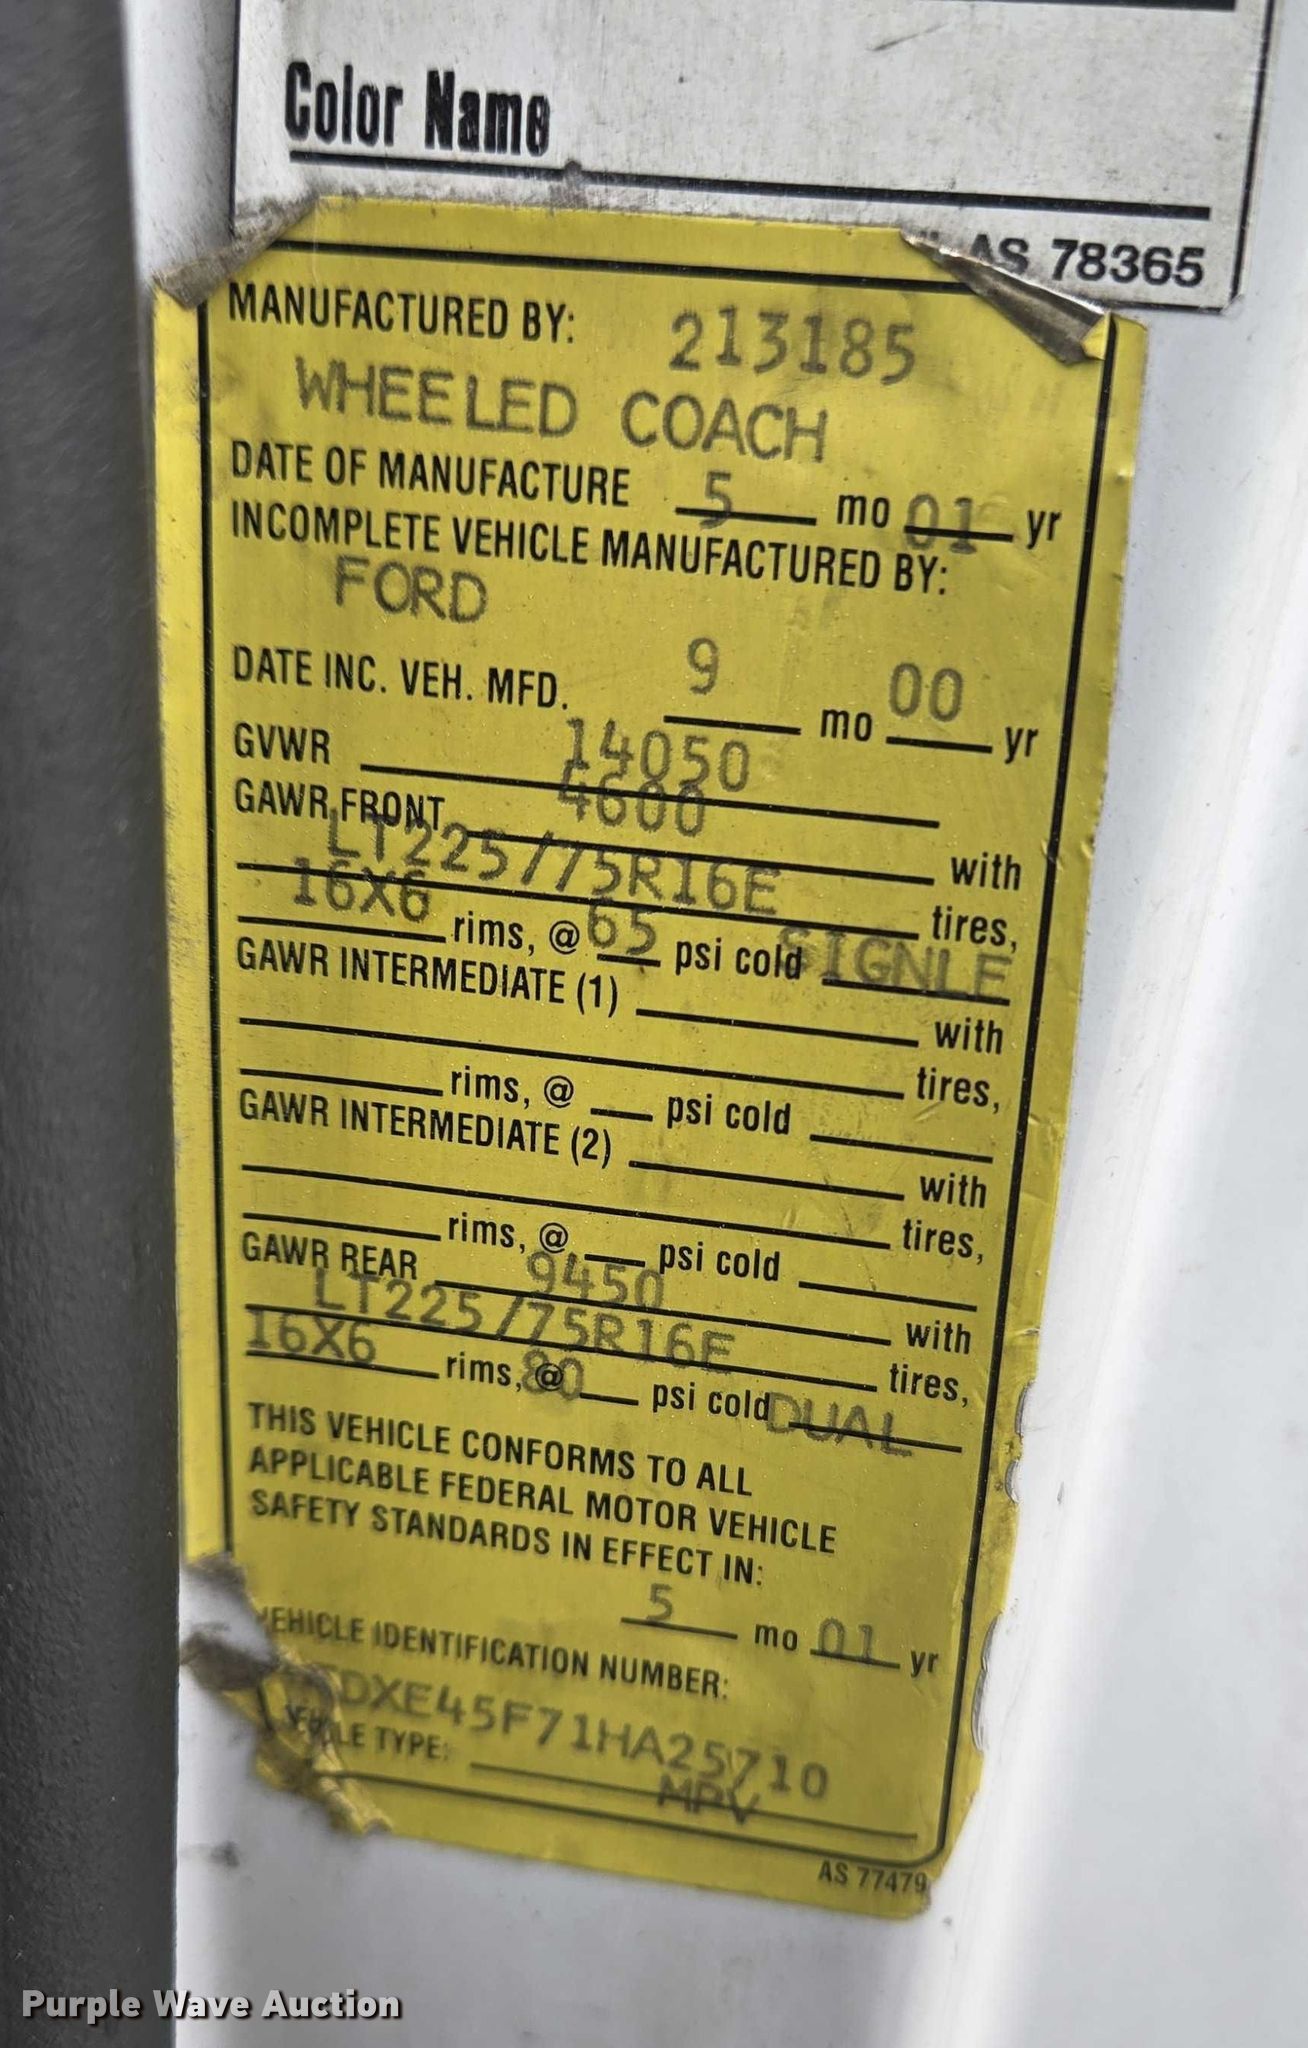 Color Name
AS 78365
MANUFACTURED BY: 213185
WHEELED COACH
DATE OF MANUFACTURE 5 mo 01 yr
INCOMPLETE VEHICLE MANUFACTURED BY:
FORD
DATE INC. VEH. MFD. 9 mo 00 yr
GVWR 14050
GAWR FRONT 4600 with
LT225/75R16E tires,
16X6 rims, @ 65 psi cold SIGNLE
GAWR INTERMEDIATE (1) with
tires,
rims, @ psi cold
GAWR INTERMEDIATE (2) with
tires,
rims, @ psi cold
GAWR REAR 9450 with
LT225/75R16E tires,
16X6 rims, @ 80 psi cold DUAL
THIS VEHICLE CONFORMS TO ALL
APPLICABLE FEDERAL MOTOR VEHICLE
SAFETY STANDARDS IN EFFECT IN:
5 mo 01 yr
VEHICLE IDENTIFICATION NUMBER:
DXE45F71HA25710
VEHICLE TYPE: MPV
AS 77479
Purple Wave Auction